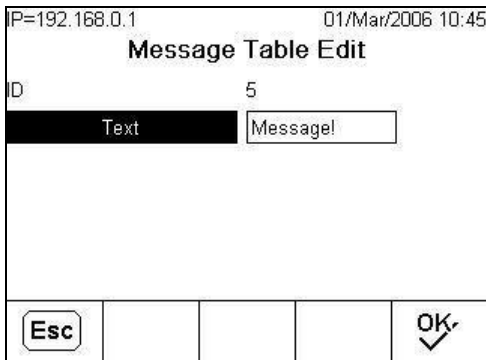 IP=192.168.0.1 01/Mar/2006 10:45
Message Table Edit
ID 5
Text Message!
Esc OK